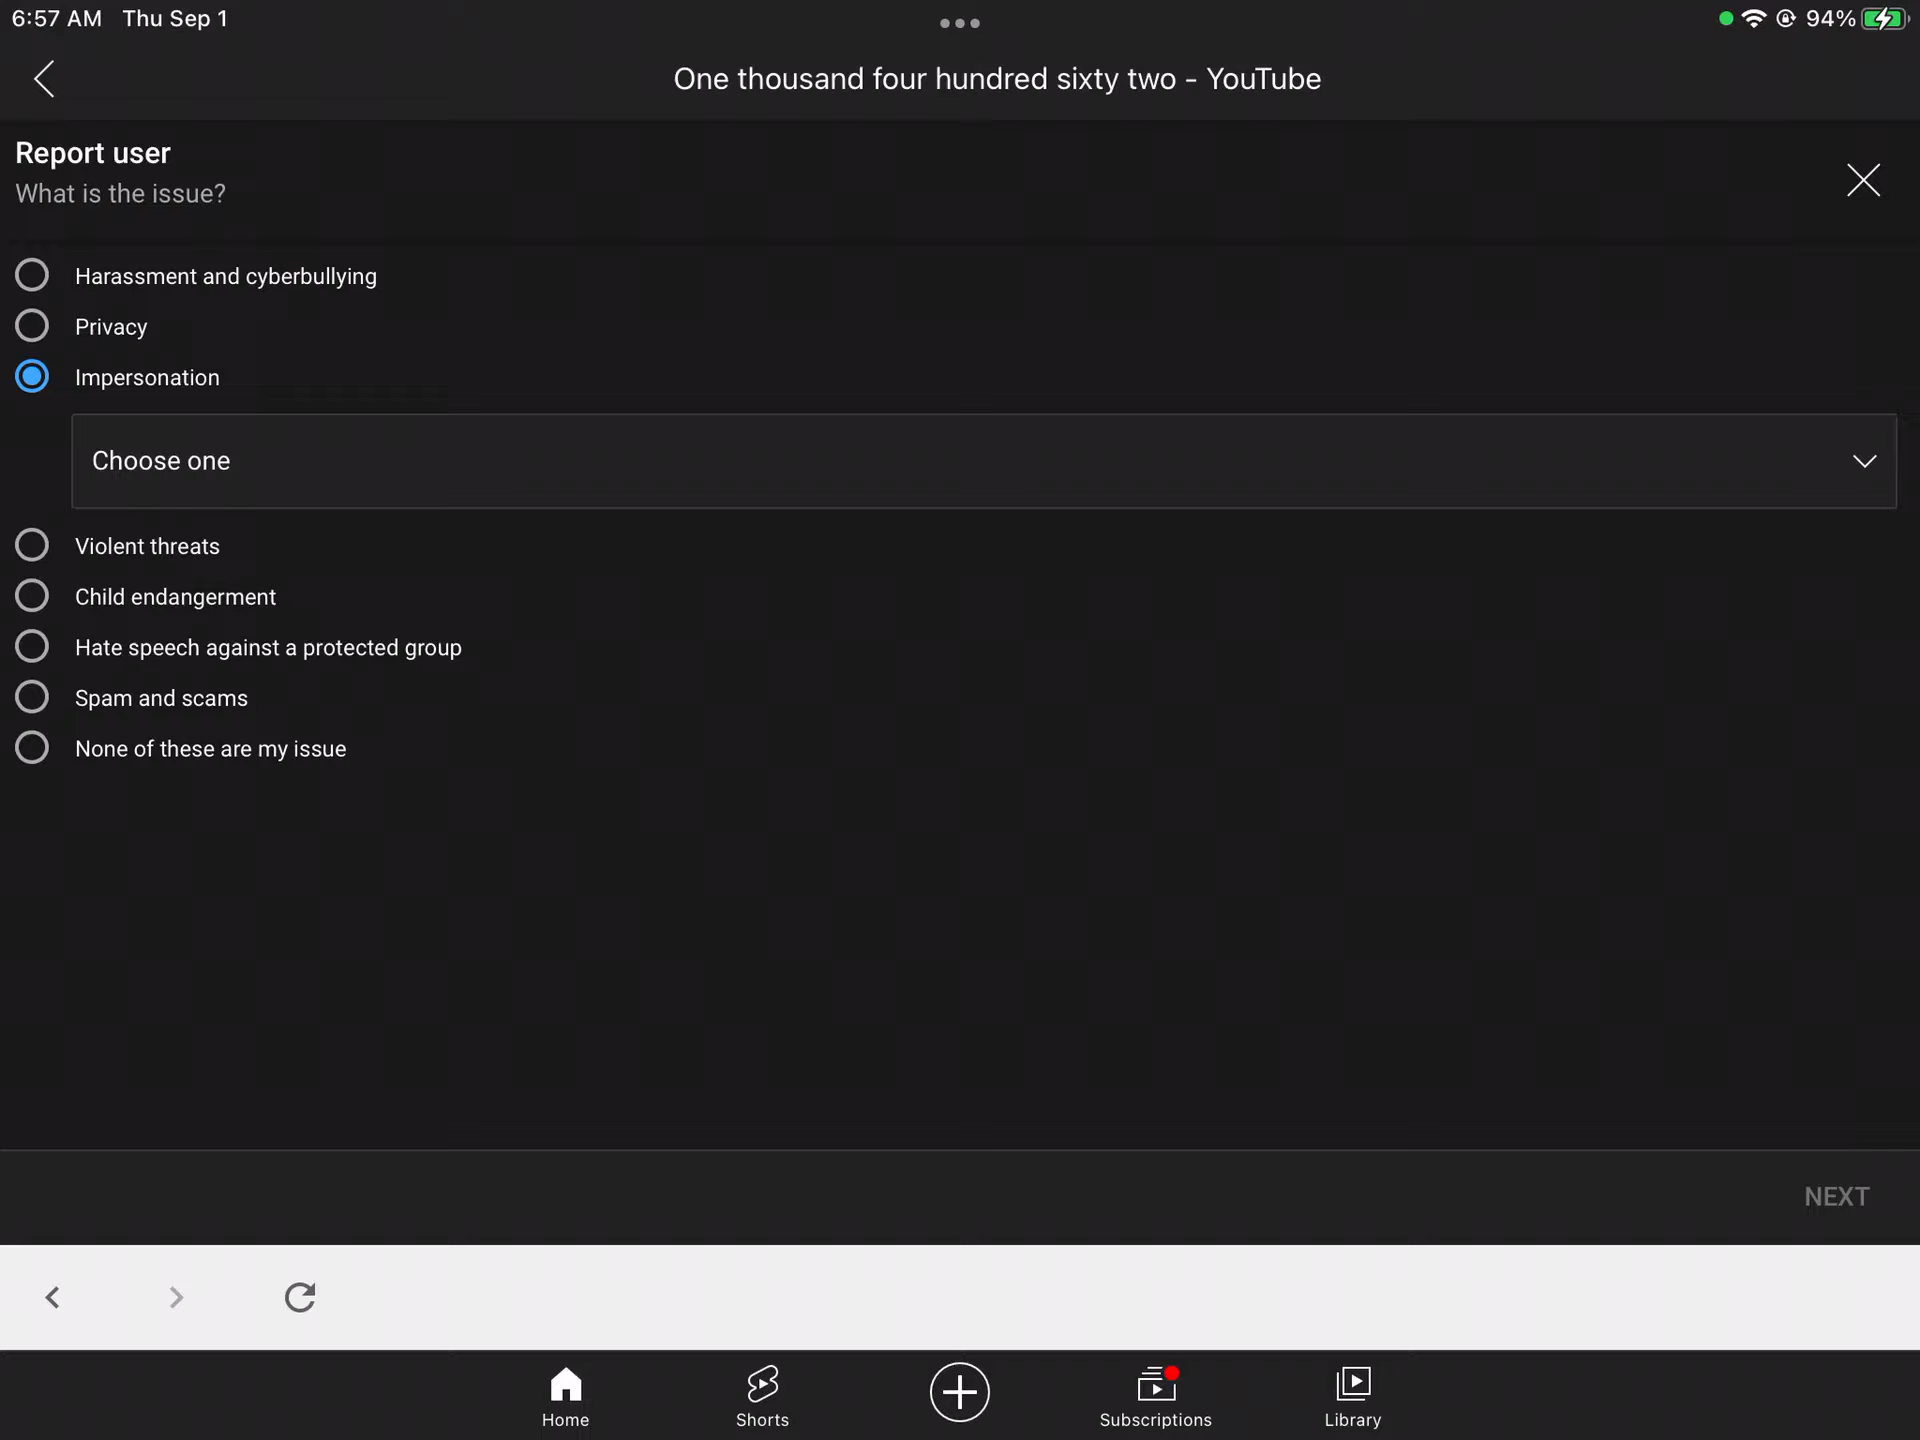 6:57 AM Thu Sep 1
94%
One thousand four hundred sixty two - YouTube
Report user
What is the issue?
Harassment and cyberbullying
Privacy
Impersonation
Choose one
Violent threats
Child endangerment
Hate speech against a protected group
Spam and scams
None of these are my issue
NEXT
Home
Shorts
Subscriptions
Library